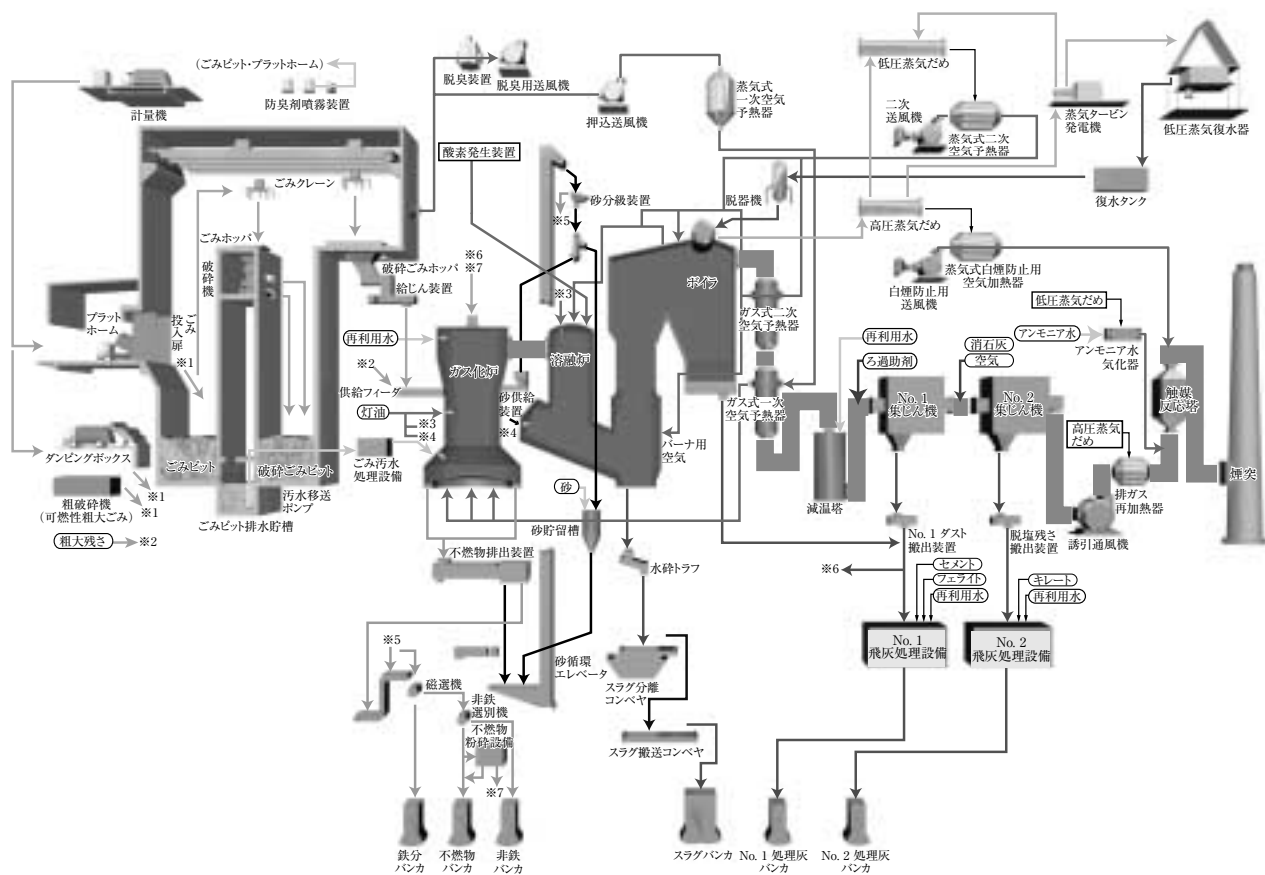 (ごみピット・プラットホーム)
計量機
防臭剤噴霧装置
脱臭装置
脱臭用送風機
押込送風機
蒸気式
一次空気
予熱器
低圧蒸気だめ
二次
送風機
蒸気式二次
空気予熱器
蒸気タービン
発電機
低圧蒸気復水器
復水タンク
酸素発生装置
ごみクレーン
砂分級装置
※5
脱器機
高圧蒸気だめ
ごみホッパ
破砕機
破砕ごみホッパ
給じん装置
※6
※7
※3
ボイラ
ガス式二次
空気予熱器
白煙防止用
送風機
蒸気式白煙防止用
空気加熱器
低圧蒸気だめ
アンモニア水
アンモニア水
気化器
プラット
ホーム
ごみ
投入
扉
※1
再利用水
※2
供給フィーダ
ガス化炉
溶融炉
砂供給
装置
※4
灯油
※3
※4
ガス式一次
空気予熱器
バーナ用
空気
再利用水
ろ過助剤
消石灰
空気
No. 1
集じん機
No. 2
集じん機
触媒
反応塔
高圧蒸気
だめ
煙突
ダンピングボックス
※1
粗破砕機
(可燃性粗大ごみ)
※1
粗大残さ
※2
ごみピット
破砕ごみピット
ごみ汚水
処理設備
汚水移送
ポンプ
ごみピット排水貯槽
砂
砂貯留槽
不燃物排出装置
水砕トラフ
減温塔
No. 1 ダスト
搬出装置
脱塩残さ
搬出装置
誘引通風機
排ガス
再加熱器
※6
セメント
フェライト
再利用水
キレート
再利用水
No. 1
飛灰処理設備
No. 2
飛灰処理設備
※5
磁選機
非鉄
選別機
不燃物
粉砕設備
※7
砂循環
エレベータ
スラグ分離
コンベヤ
スラグ搬送コンベヤ
鉄分
バンカ
不燃物
バンカ
非鉄
バンカ
スラグバンカ
No. 1 処理灰
バンカ
No. 2 処理灰
バンカ